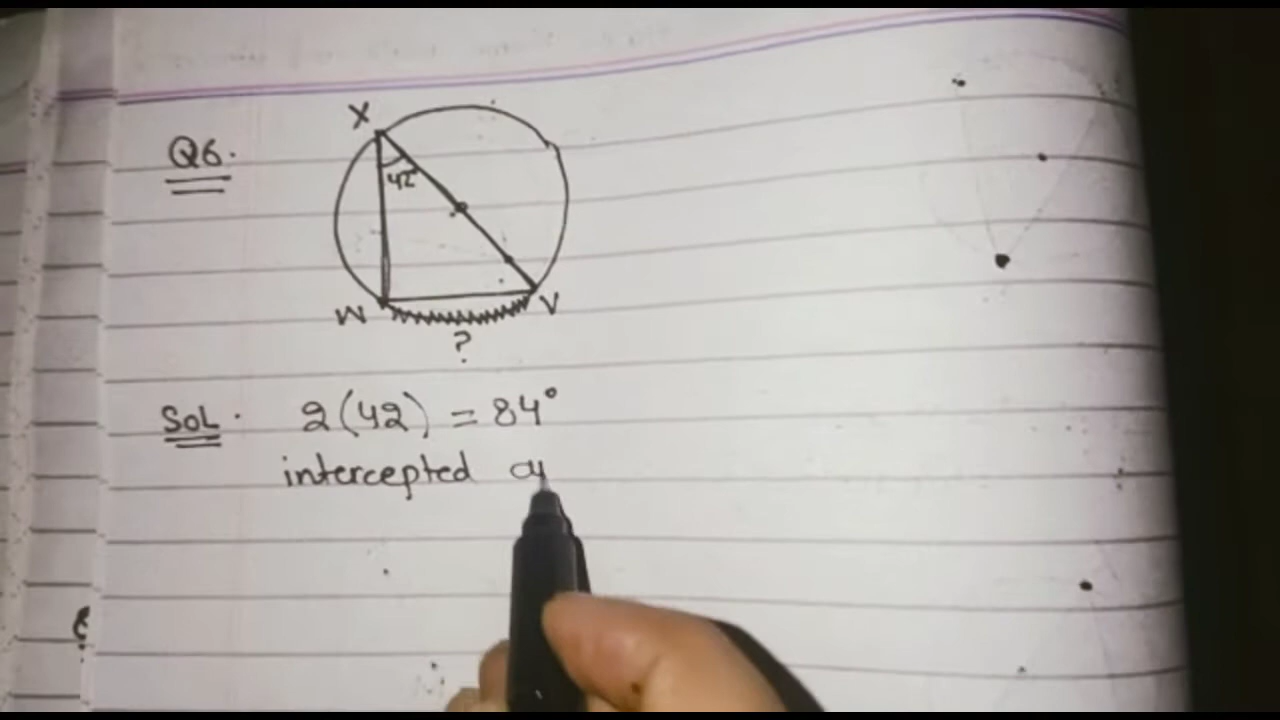 X
Q6.
42
W
V
?
SoL. 2(42) = 84°
intercepted